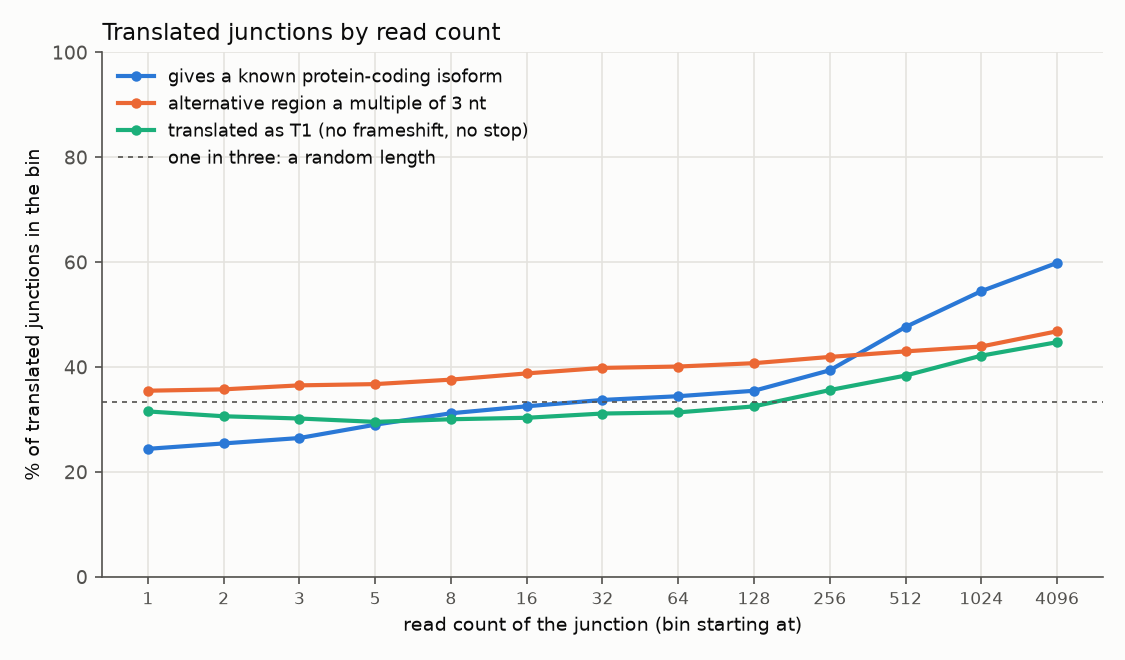 Translated junctions by read count
gives a known protein-coding isoform
alternative region a multiple of 3 nt
translated as T1 (no frameshift, no stop)
one in three: a random length
% of translated junctions in the bin
100
80
60
40
20
0
1 2 3 5 8 16 32 64 128 256 512 1024 4096
read count of the junction (bin starting at)